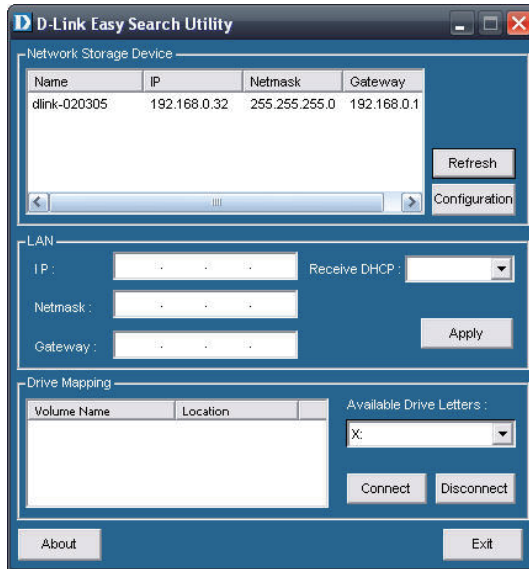 D D-Link Easy Search Utility
Network Storage Device
Name IP Netmask Gateway
dlink-020305 192.168.0.32 255.255.255.0 192.168.0.1
Refresh
Configuration
LAN
IP : . . . Receive DHCP :
Netmask : . . .
Apply
Gateway : . . .
Drive Mapping
Volume Name Location
Available Drive Letters :
X:
Connect Disconnect
About Exit